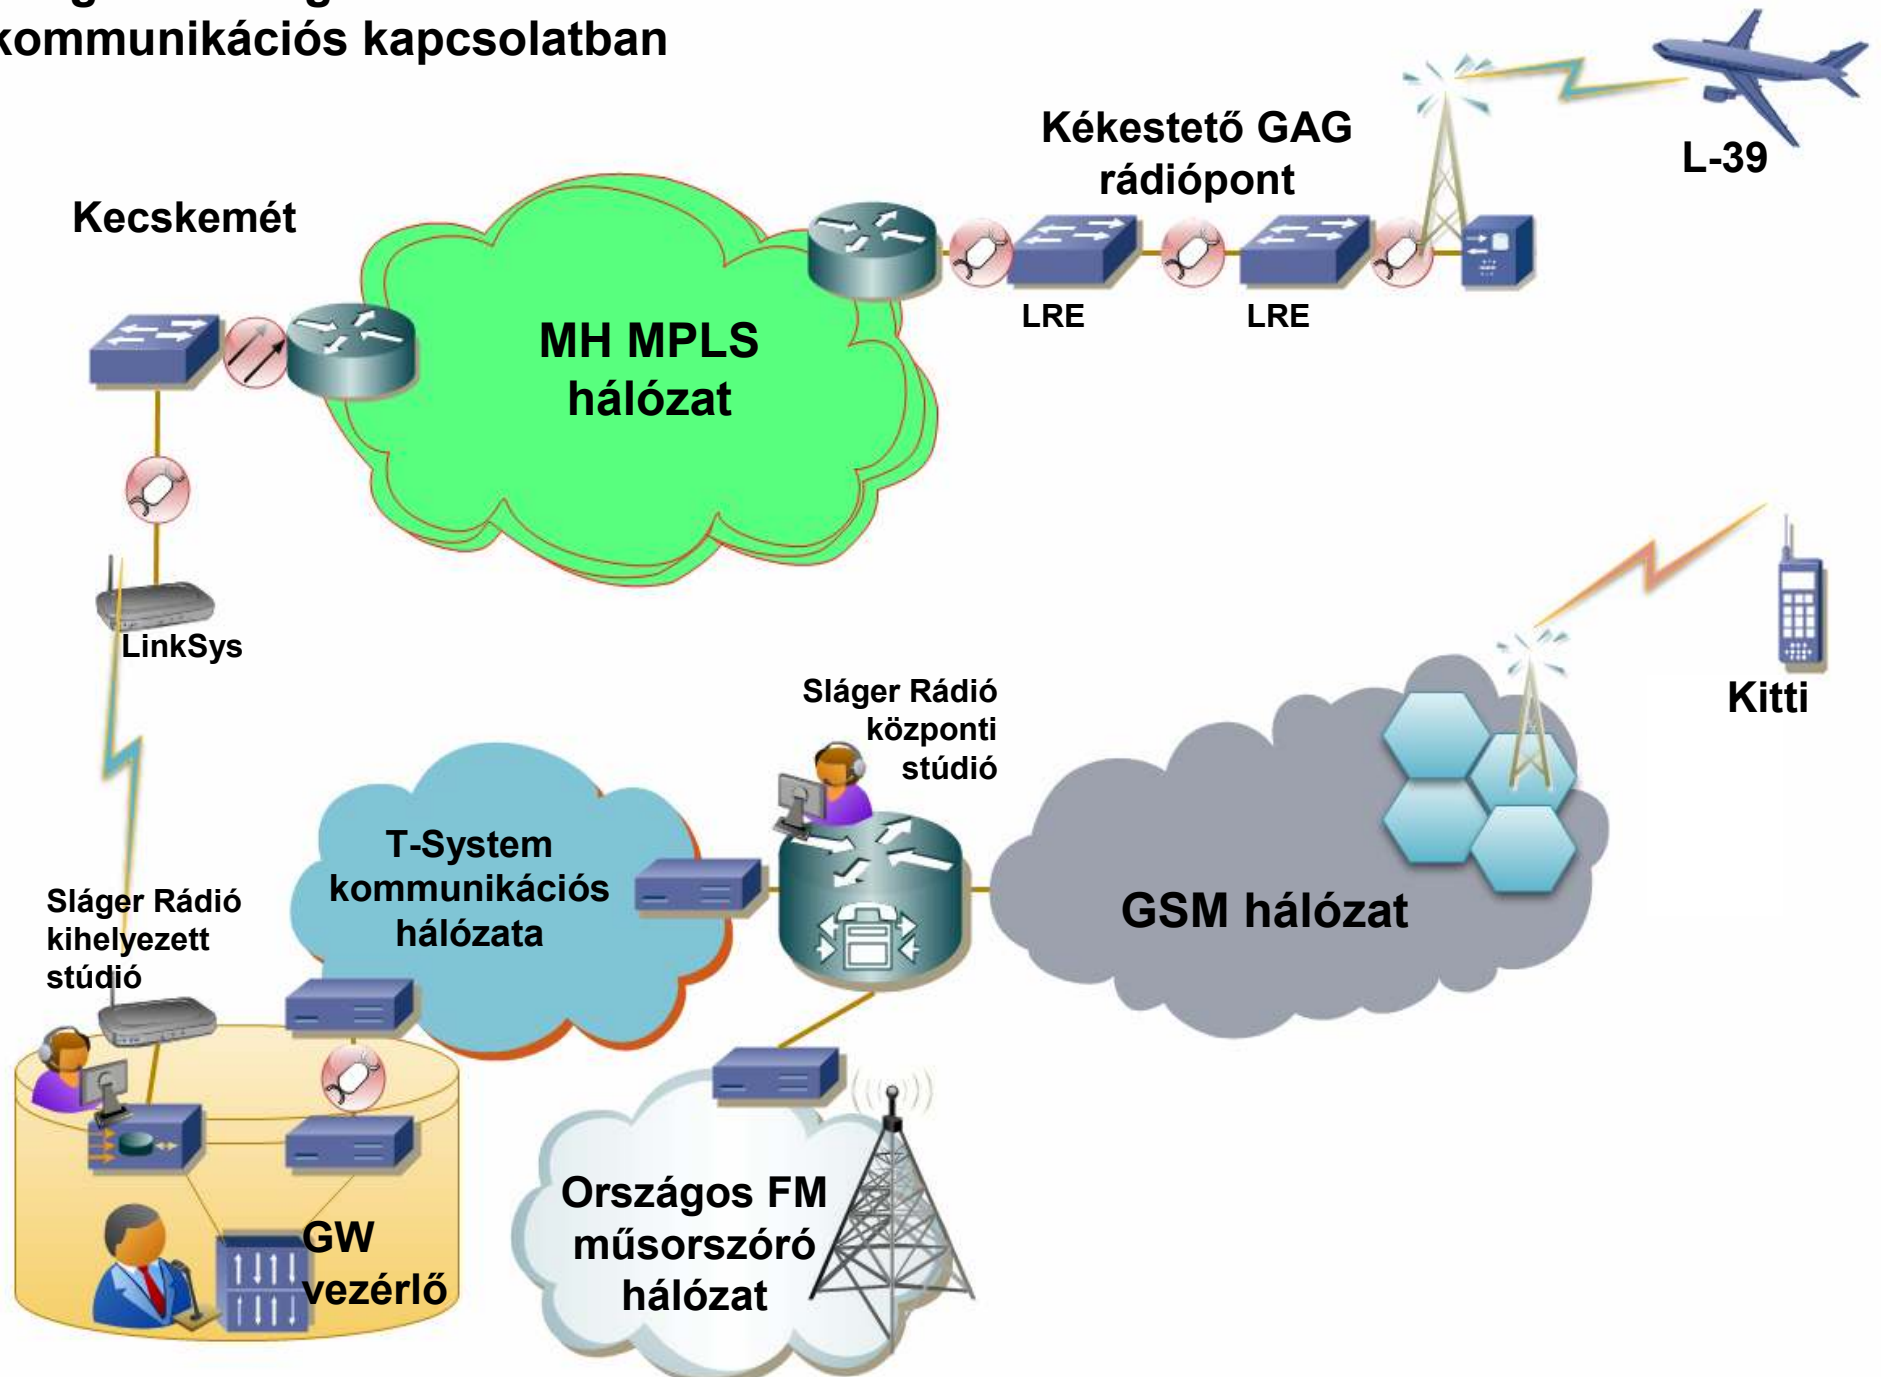 kommunikációs kapcsolatban
Kékestető GAG
rádiópont
L-39
Kecskemét
LRE
LRE
MH MPLS
hálózat
LinkSys
Sláger Rádió
központi
stúdió
Kitti
T-System
kommunikációs
hálózata
GSM hálózat
Sláger Rádió
kihelyezett
stúdió
Országos FM
műsorszóró
hálózat
GW
vezérlő